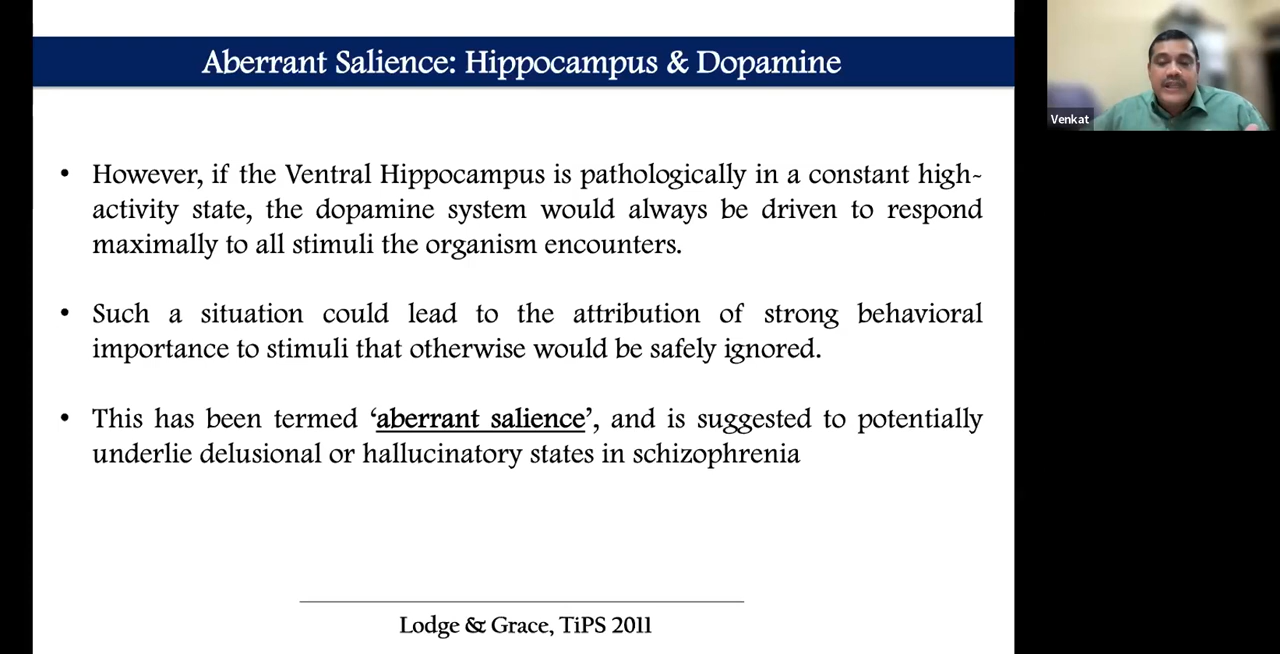 Aberrant Salience: Hippocampus & Dopamine
Venkat
• However, if the Ventral Hippocampus is pathologically in a constant high-
activity state, the dopamine system would always be driven to respond
maximally to all stimuli the organism encounters.
• Such a situation could lead to the attribution of strong behavioral
importance to stimuli that otherwise would be safely ignored.
• This has been termed ‘aberrant salience’, and is suggested to potentially
underlie delusional or hallucinatory states in schizophrenia
Lodge & Grace, TiPS 2011